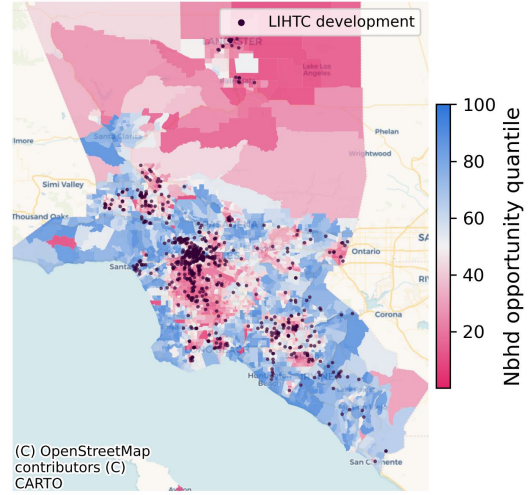 LIHTC development
Lake Los
Angeles
Phelan
Wrightwood
Simi Valley
Thousand Oaks
Ontario
Corona
San Clemente
100
80
60
40
20
Nbhd opportunity quantile
(C) OpenStreetMap
contributors (C)
CARTO